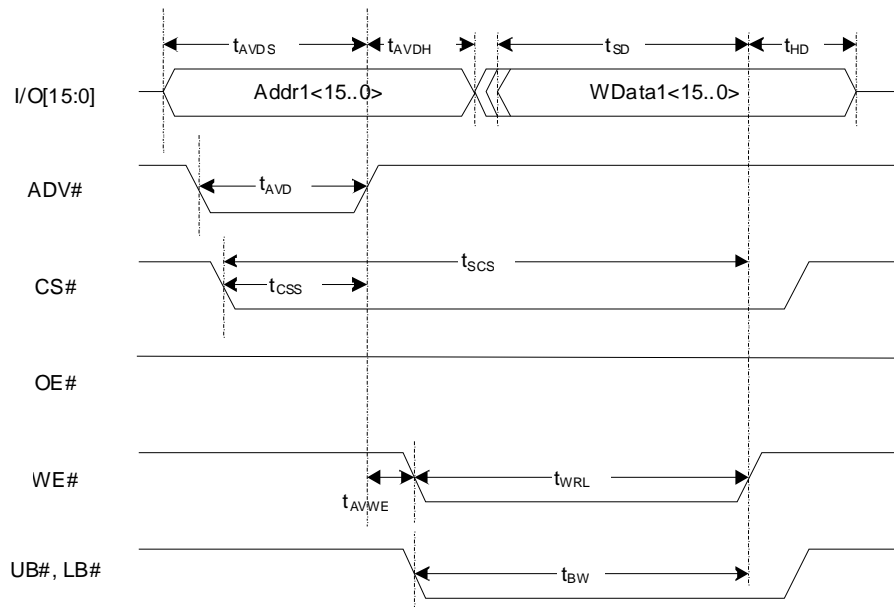 tAVDS tAVDH tSD tHD
I/O[15:0] Addr1<15..0> WData1<15..0>
ADV# tAVD
tSCS
CS# tCSS
OE#
WE# tWRL
tAVWE
UB#, LB# tBW